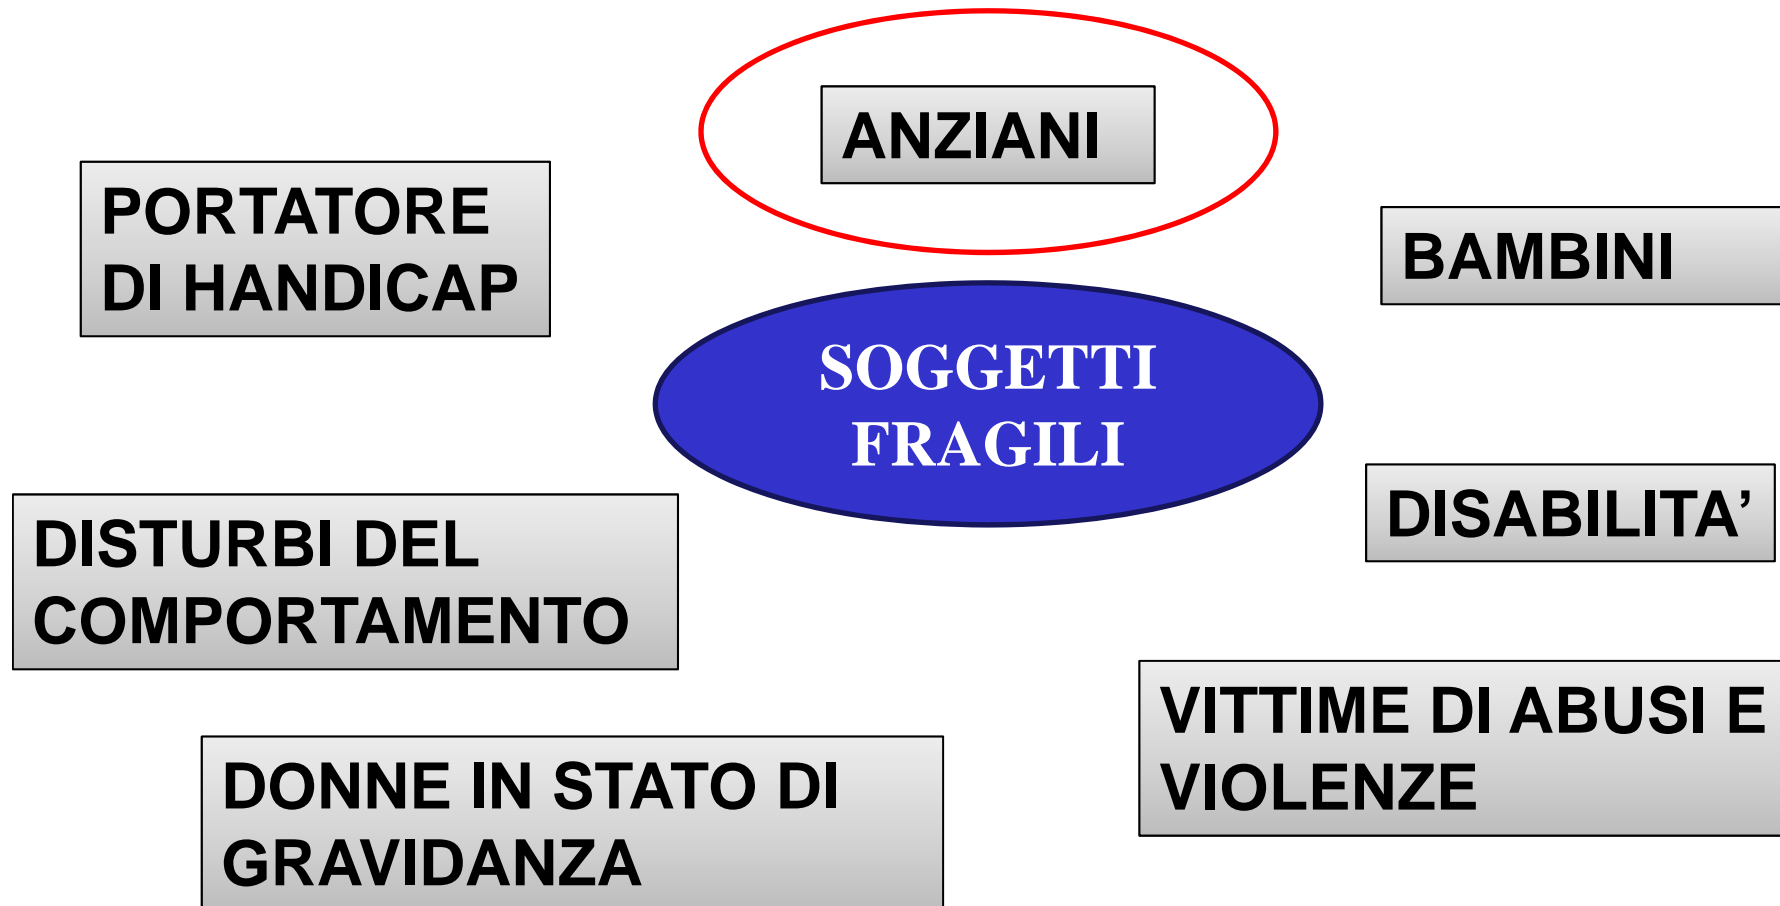 ANZIANI
PORTATORE
DI HANDICAP
BAMBINI
SOGGETTI
FRAGILI
DISABILITA’
DISTURBI DEL
COMPORTAMENTO
VITTIME DI ABUSI E
VIOLENZE
DONNE IN STATO DI
GRAVIDANZA